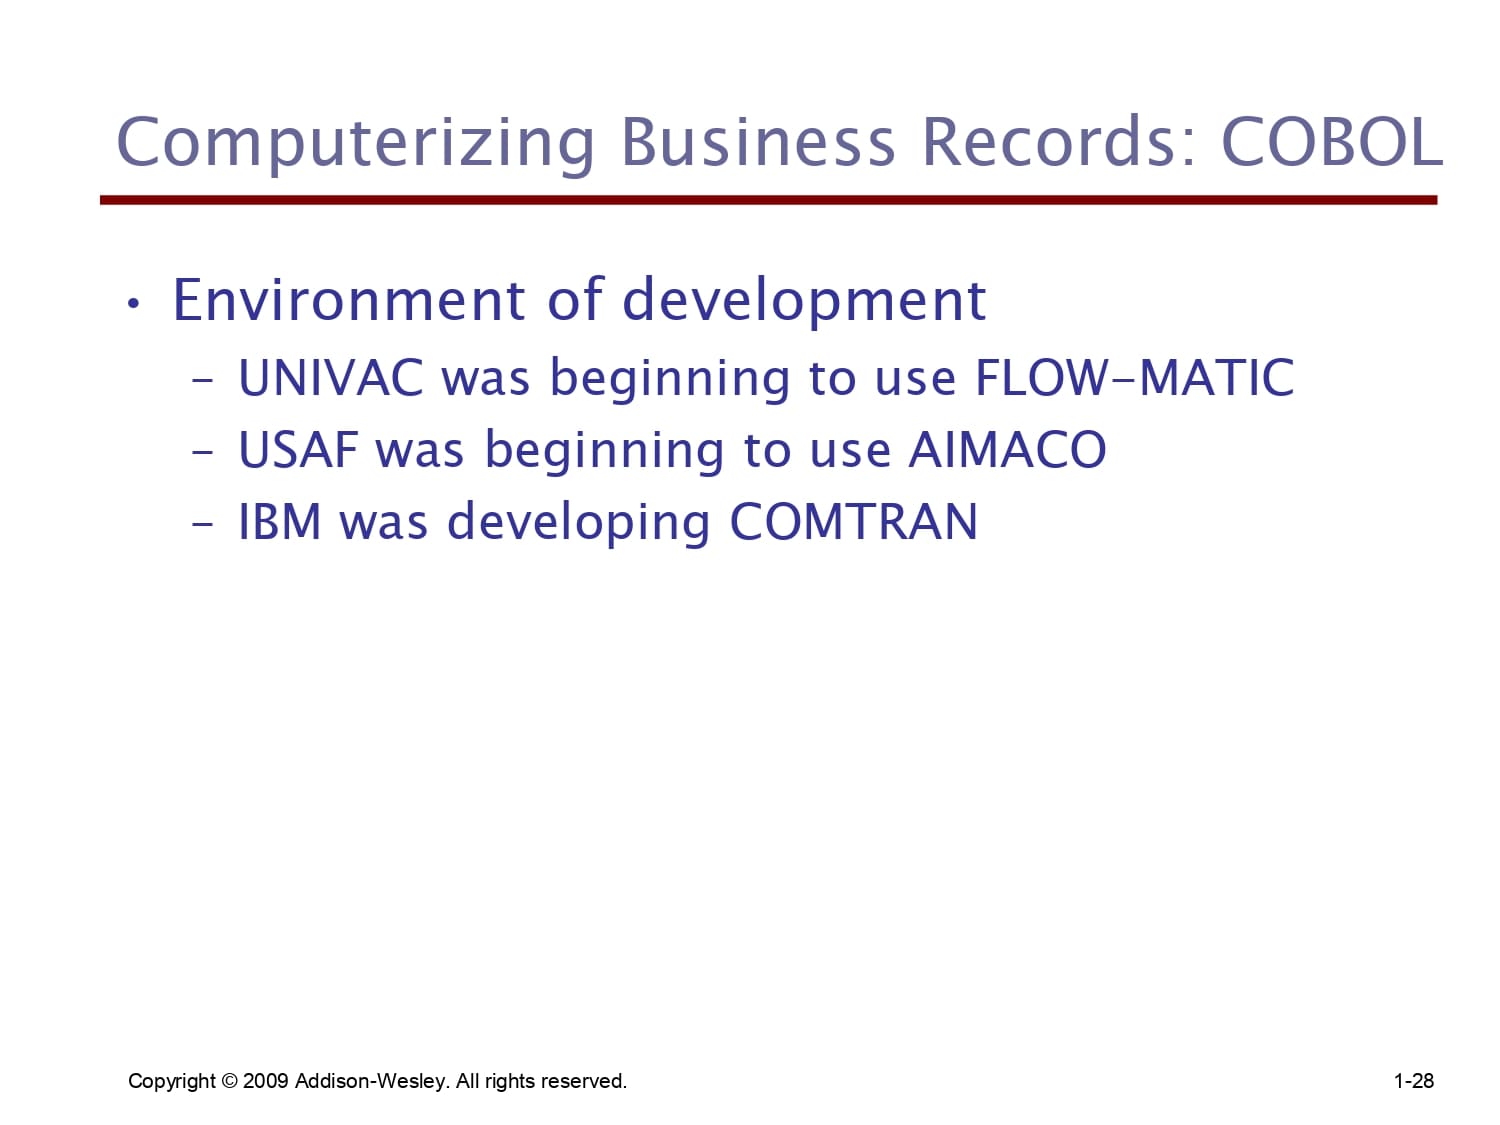 Computerizing Business Records: COBOL
• Environment of development
– UNIVAC was beginning to use FLOW-MATIC
– USAF was beginning to use AIMACO
– IBM was developing COMTRAN
Copyright © 2009 Addison-Wesley. All rights reserved.
1-28